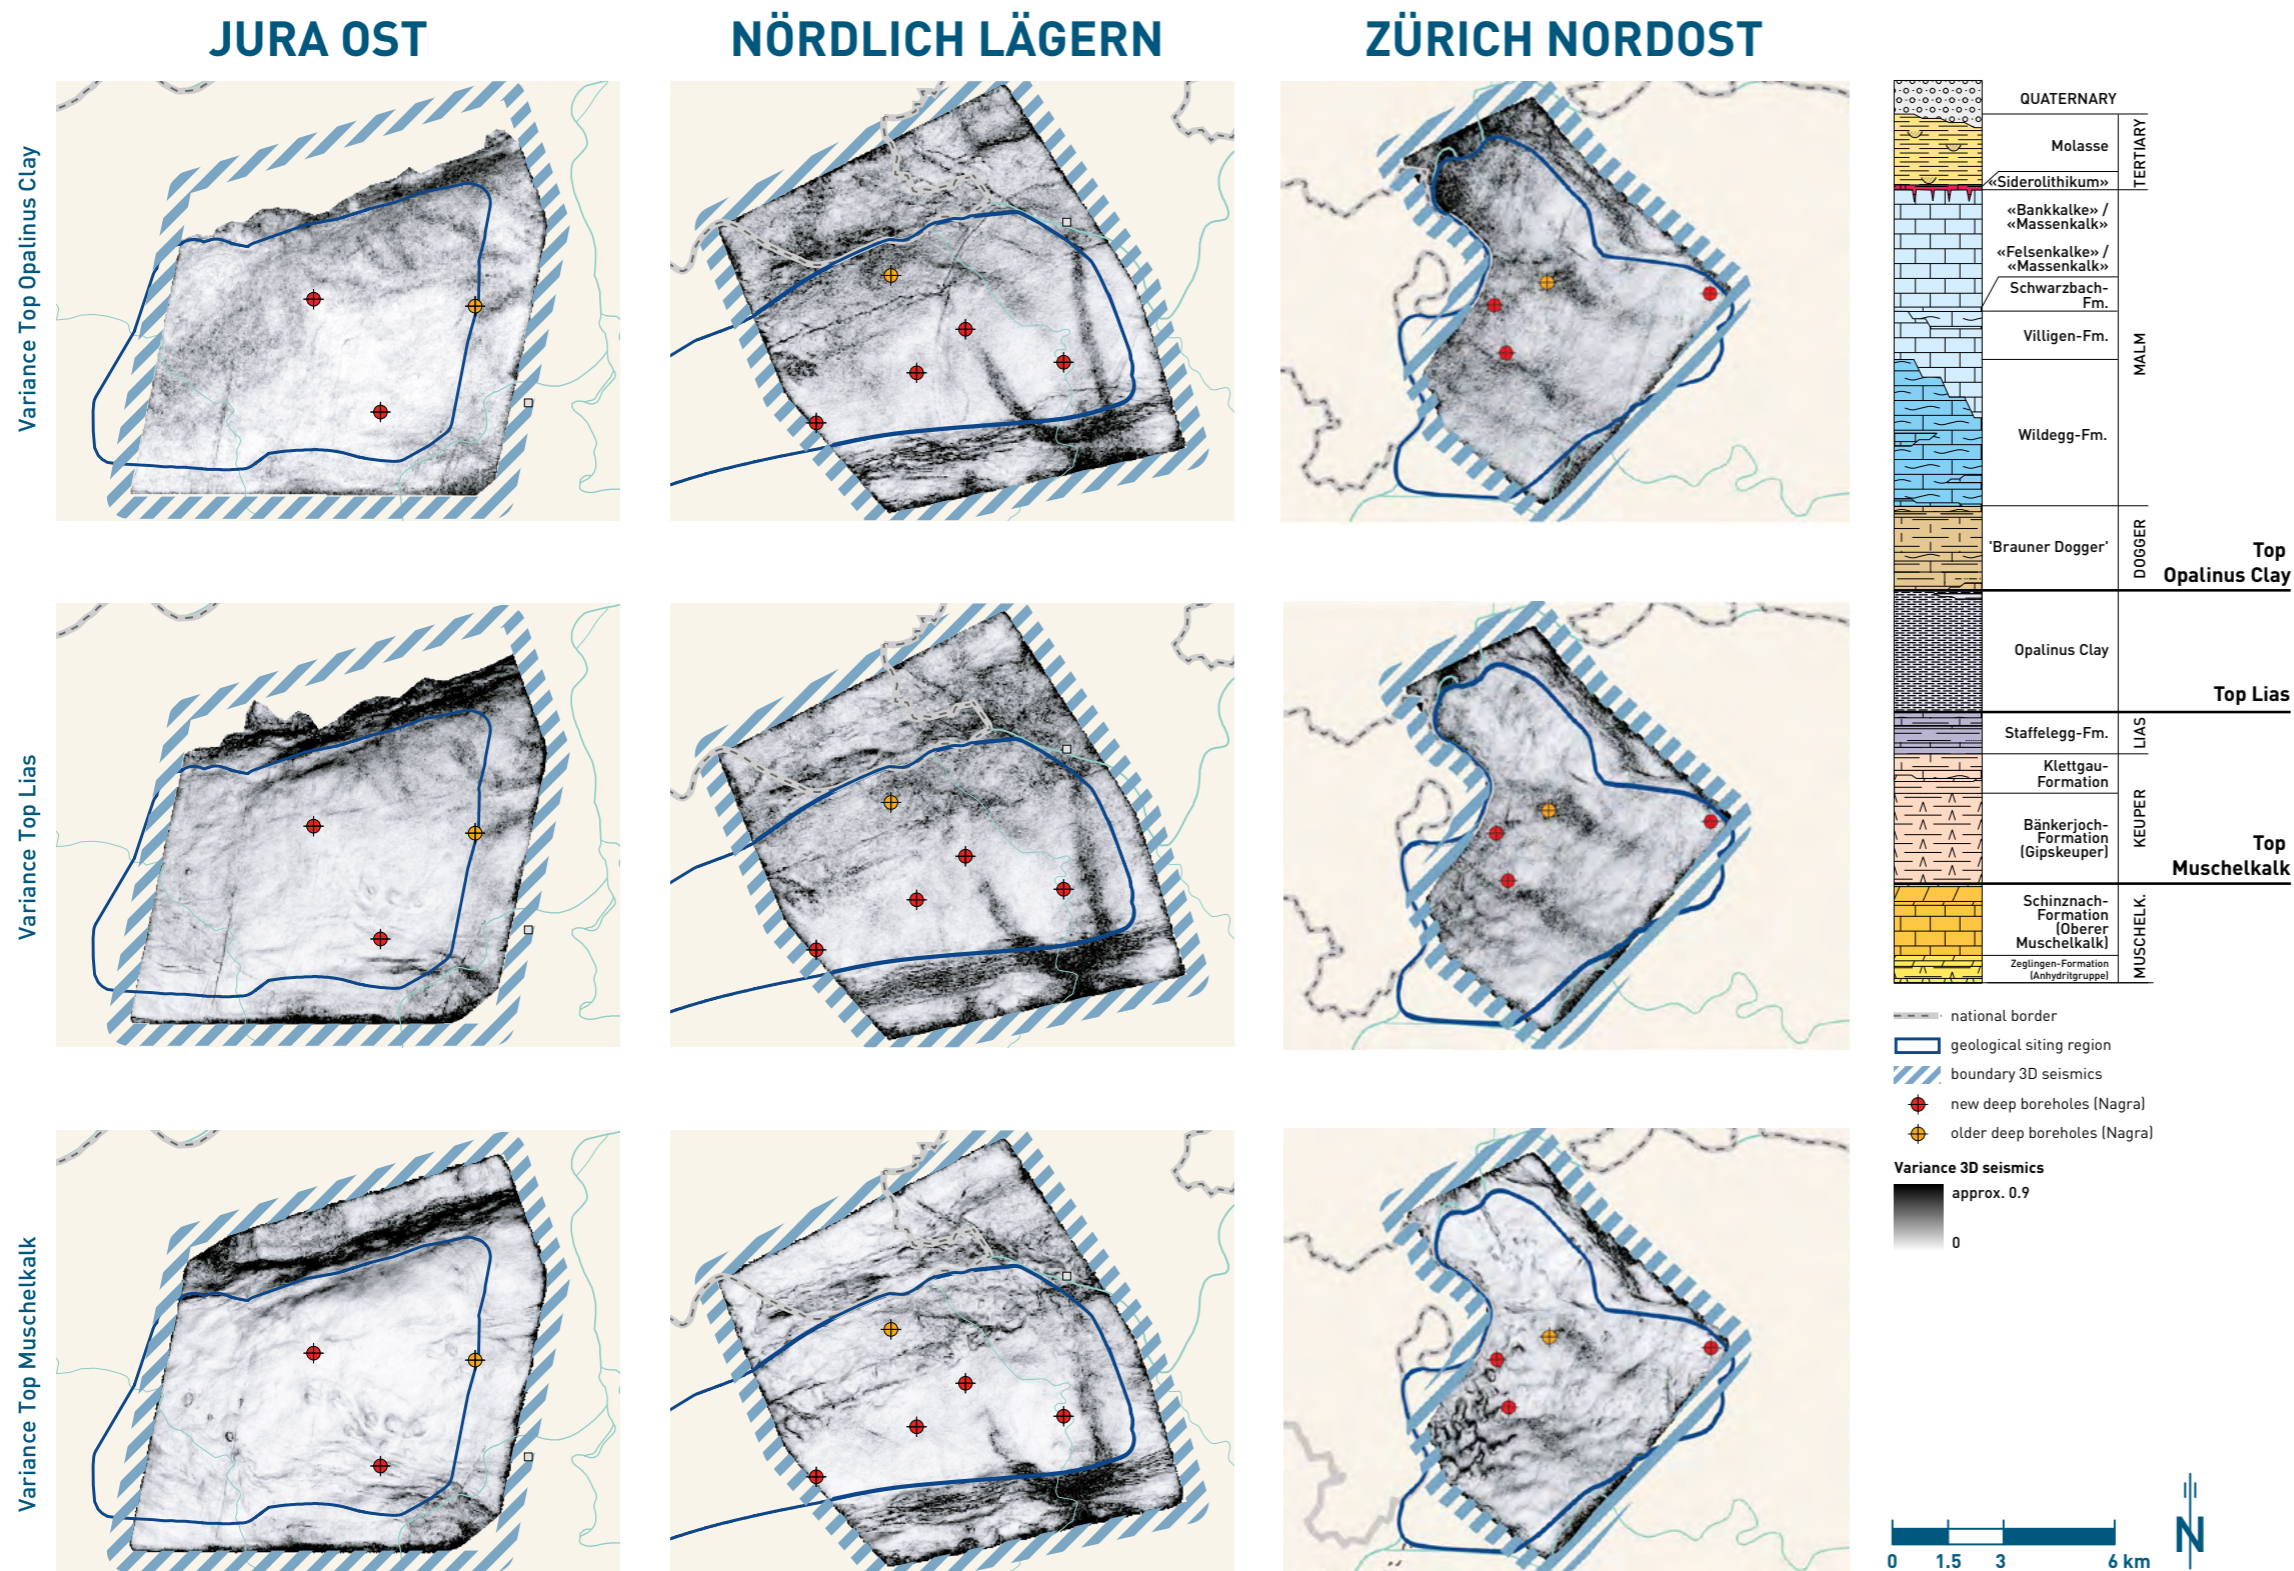 JURA OST
NÖRDLICH LÄGERN
ZÜRICH NORDOST
Variance Top Opalinus Clay
Variance Top Lias
Variance Top Muschelkalk
QUATERNARY
Molasse
«Siderolithikum»
TERTIARY
«Bankkalke» /
«Massenkalk»
«Felsenkalke» /
«Massenkalk»
Schwarzbach-
Fm.
Villigen-Fm.
Wildegg-Fm.
MALM
'Brauner Dogger'
DOGGER
Top
Opalinus Clay
Opalinus Clay
Top Lias
Staffelegg-Fm.
LIAS
Klettgau-
Formation
Bänkerjoch-
Formation
(Gipskeuper)
KEUPER
Top
Muschelkalk
Schinznach-
Formation
(Oberer
Muschelkalk)
Zeglingen-Formation
(Anhydritgruppe)
MUSCHELK.
national border
geological siting region
boundary 3D seismics
new deep boreholes (Nagra)
older deep boreholes (Nagra)
Variance 3D seismics
approx. 0.9
0
N
0 1.5 3 6 km